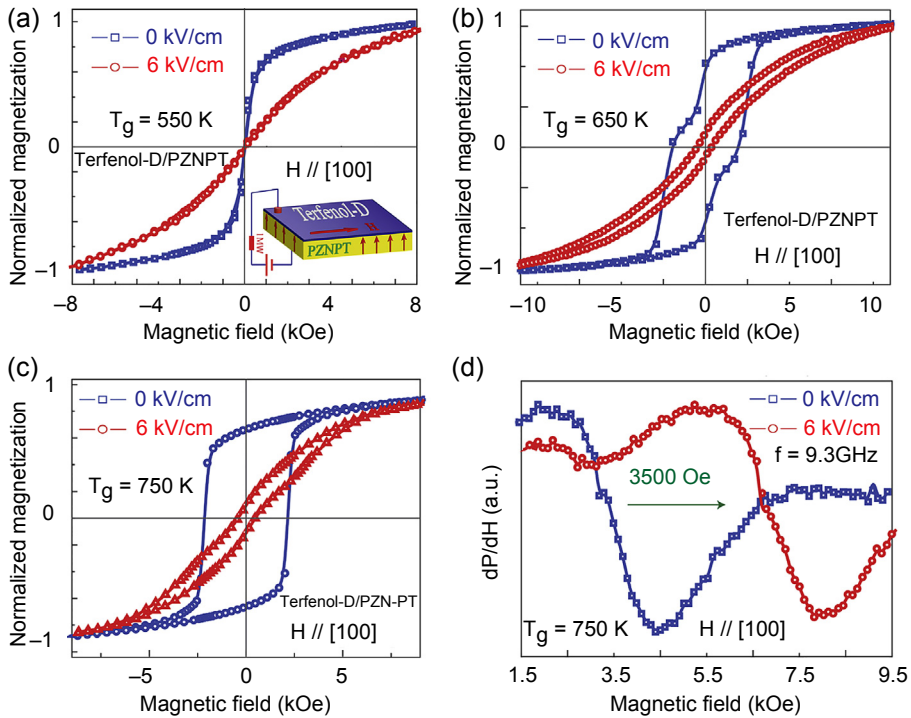 (a)
1
0
−1
Normalized magnetization
0 kV/cm
6 kV/cm
Tg = 550 K
Terfenol-D/PZNPT
H // [100]
Terfenol-D
H
PZNPT
1MW
−8
−4
0
4
8
Magnetic field (kOe)
(b)
1
0
−1
Normalized magnetization
0 kV/cm
6 kV/cm
Tg = 650 K
Terfenol-D/PZNPT
H // [100]
−10
−5
0
5
10
Magnetic field (kOe)
(c)
1
0
−1
Normalized magnetization
0 kV/cm
6 kV/cm
Tg = 750 K
Terfenol-D/PZN-PT
H // [100]
−5
0
5
Magnetic field (kOe)
(d)
dP/dH (a.u.)
0 kV/cm
6 kV/cm
f = 9.3GHz
3500 Oe
Tg = 750 K
H // [100]
1.5
3.5
5.5
7.5
9.5
Magnetic field (kOe)